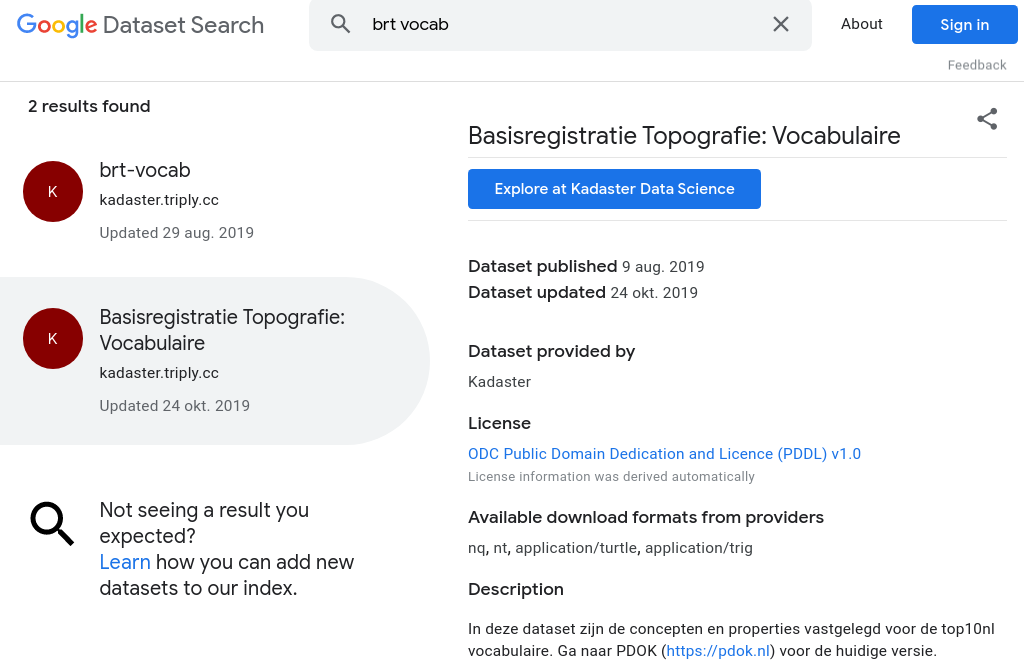 Google Dataset Search
brt vocab
About
Sign in
Feedback
2 results found
K
brt-vocab
kadaster.triply.cc
Updated 29 aug. 2019
K
Basisregistratie Topografie:
Vocabulaire
kadaster.triply.cc
Updated 24 okt. 2019
Not seeing a result you
expected?
Learn how you can add new
datasets to our index.
Basisregistratie Topografie: Vocabulaire
Explore at Kadaster Data Science
Dataset published 9 aug. 2019
Dataset updated 24 okt. 2019
Dataset provided by
Kadaster
License
ODC Public Domain Dedication and Licence (PDDL) v1.0
License information was derived automatically
Available download formats from providers
nq, nt, application/turtle, application/trig
Description
In deze dataset zijn de concepten en properties vastgelegd voor de top10nl
vocabulaire. Ga naar PDOK (https://pdok.nl) voor de huidige versie.